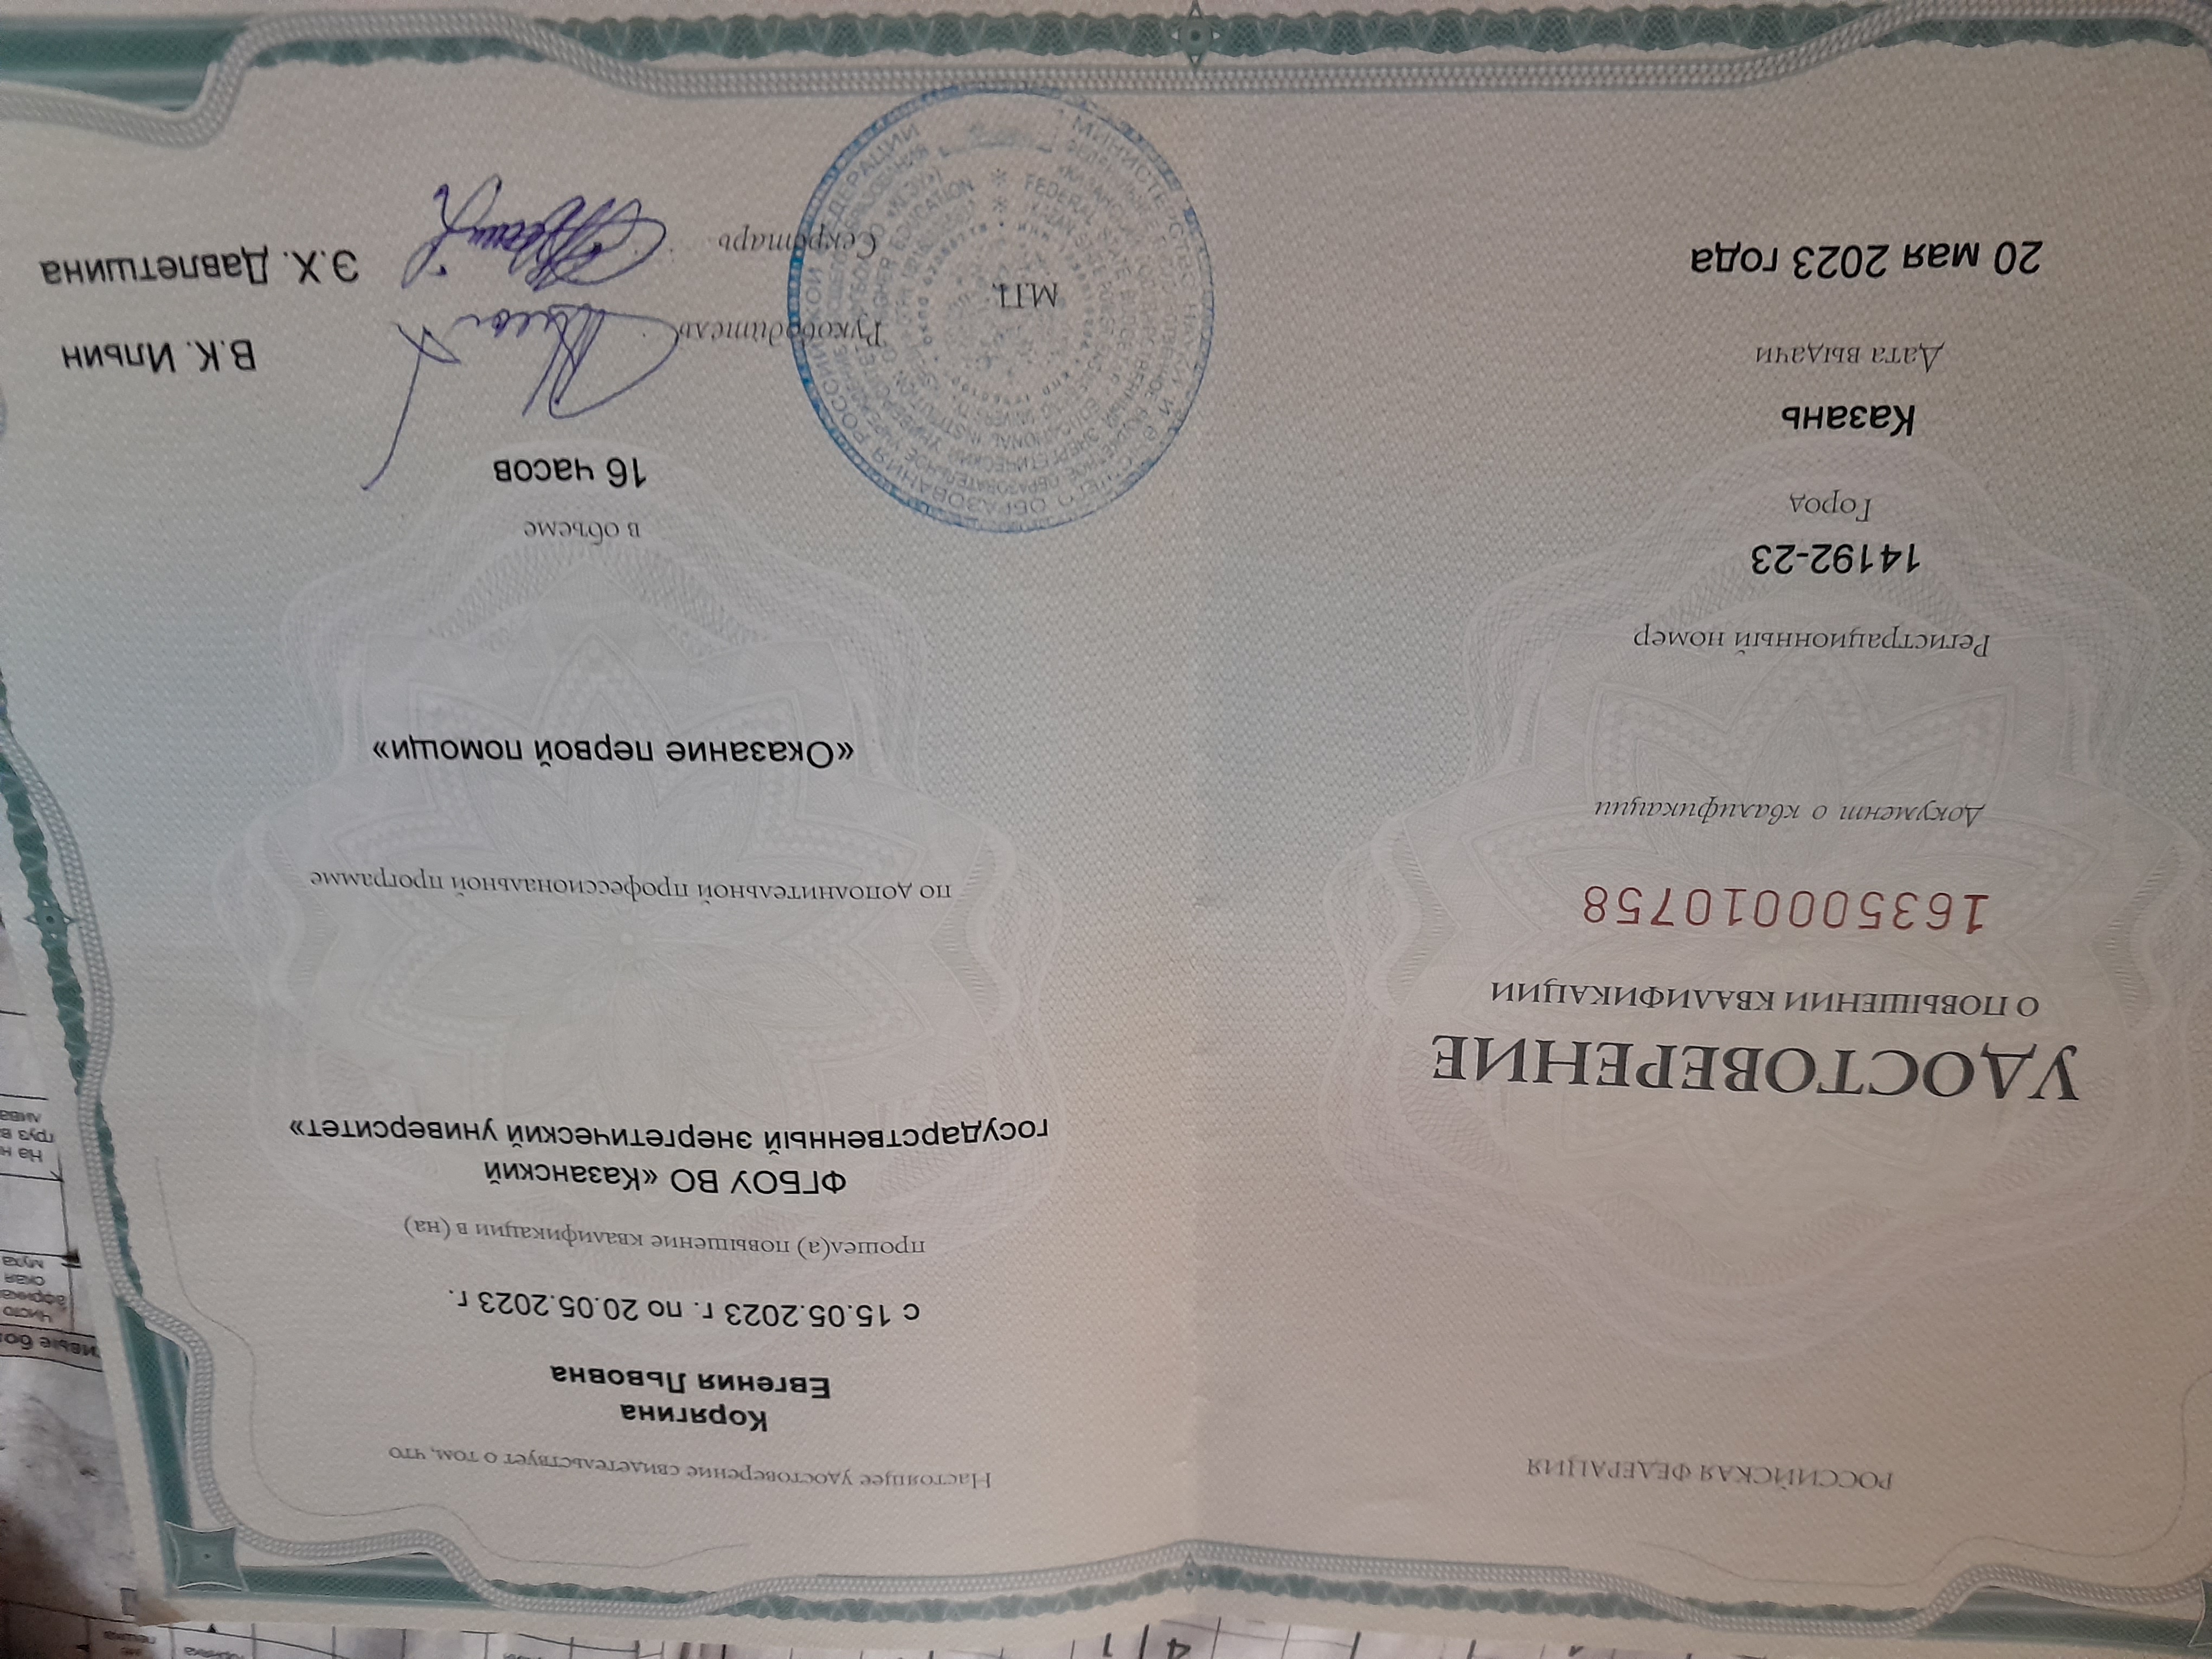 РОССИЙСКАЯ ФЕДЕРАЦИЯ
УДОСТОВЕРЕНИЕ
О ПОВЫШЕНИИ КВАЛИФИКАЦИИ
163500010758
Документ о квалификации
Регистрационный номер
14192-23
Город
Казань
Дата выдачи
20 мая 2023 года
Настоящее удостоверение свидетельствует о том, что
Корягина
Евгения Львовна
с 15.05.2023 г. по 20.05.2023 г.
прошел(а) повышение квалификации в (на)
ФГБОУ ВО «Казанский
государственный энергетический университет»
по дополнительной профессиональной программе
«Оказание первой помощи»
в объеме
16 часов
Руководитель В.К. Ильин
М.П.
Секретарь Э.Х. Давлетшина